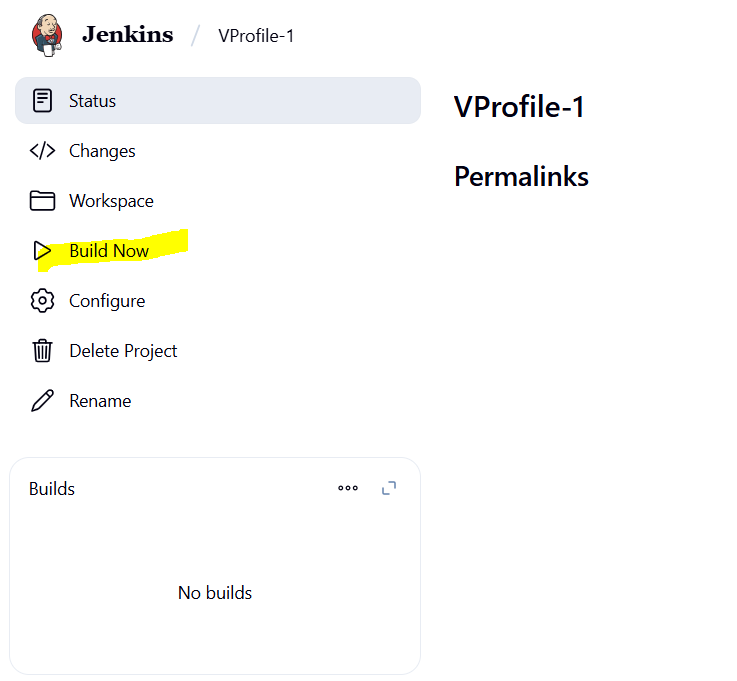 Jenkins / VProfile-1
Status
Changes
Workspace
Build Now
Configure
Delete Project
Rename
VProfile-1
Permalinks
Builds
No builds